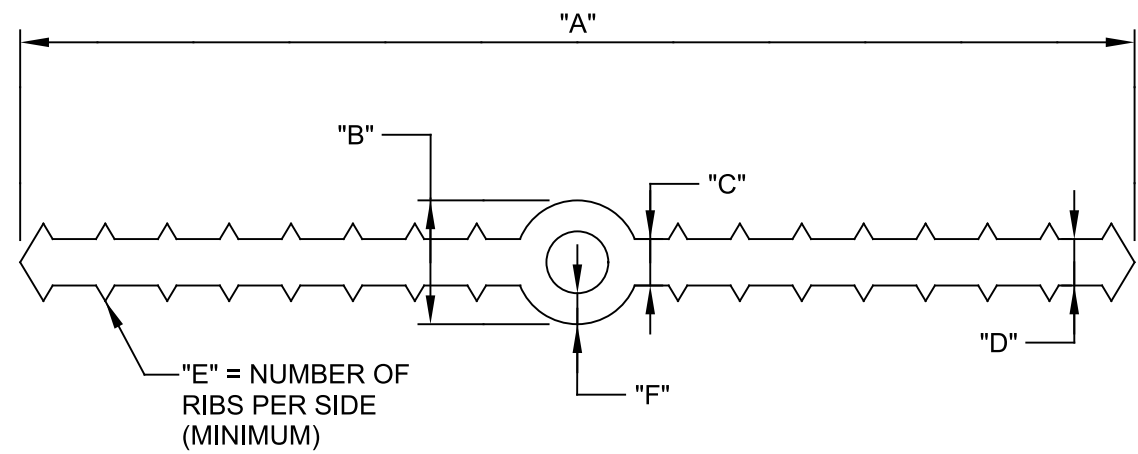 "A"
"B"
"C"
"D"
"E" = NUMBER OF
RIBS PER SIDE
(MINIMUM)
"F"